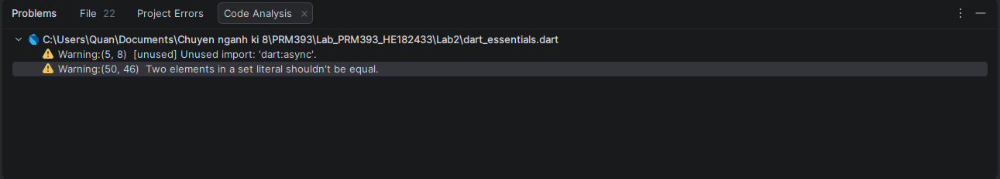 Problems File 22 Project Errors Code Analysis
C:\Users\Quan\Documents\Chuyen nganh ki 8\PRM393\Lab_PRM393_HE182433\Lab2\dart_essentials.dart
Warning:(5, 8) [unused] Unused import: 'dart:async'.
Warning:(50, 46) Two elements in a set literal shouldn't be equal.